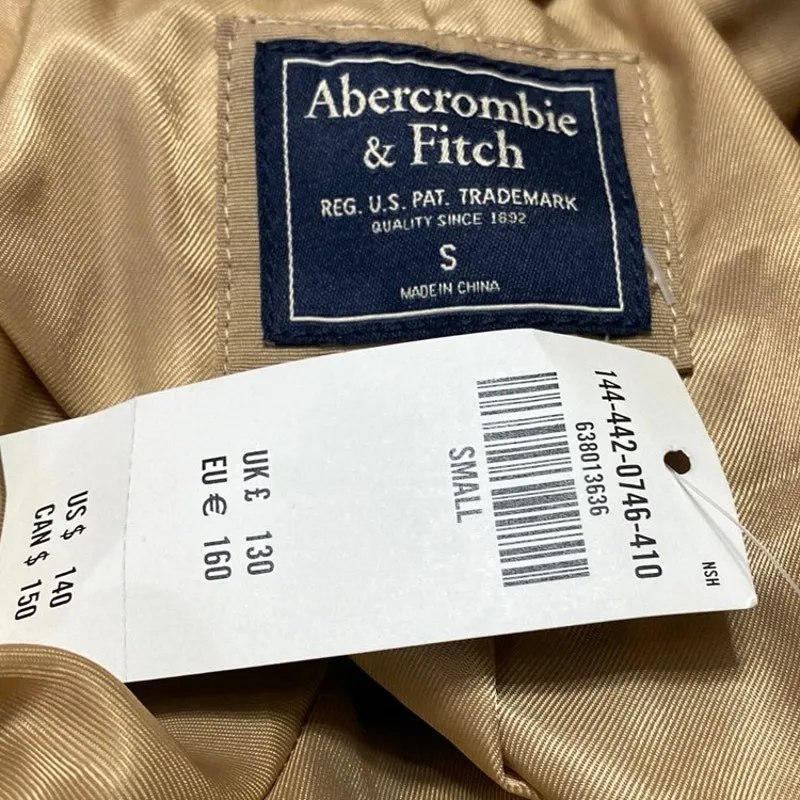 Abercrombie
& Fitch
REG. U.S. PAT. TRADEMARK
QUALITY SINCE 1892
S
MADE IN CHINA
144-442-0746-410
638013636
SMALL
NSH
UK £ 130
EU € 160
US $ 140
CAN $ 150